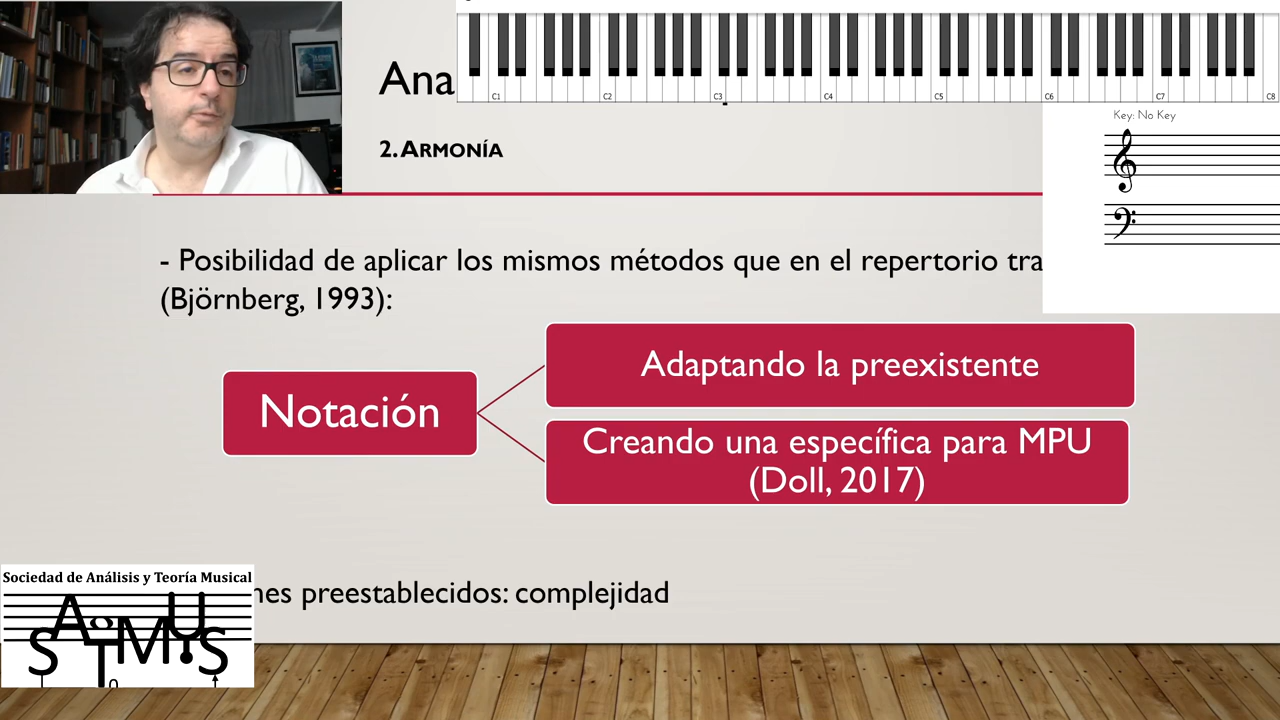 Ana
C1 C2 C3 C4 C5 C6 C7 C8
Key: No Key
2. ARMONÍA
- Posibilidad de aplicar los mismos métodos que en el repertorio tra
(Björnberg, 1993):
Notación
Adaptando la preexistente
Creando una específica para MPU
(Doll, 2017)
nes preestablecidos: complejidad
Sociedad de Análisis y Teoría Musical
SATMUS